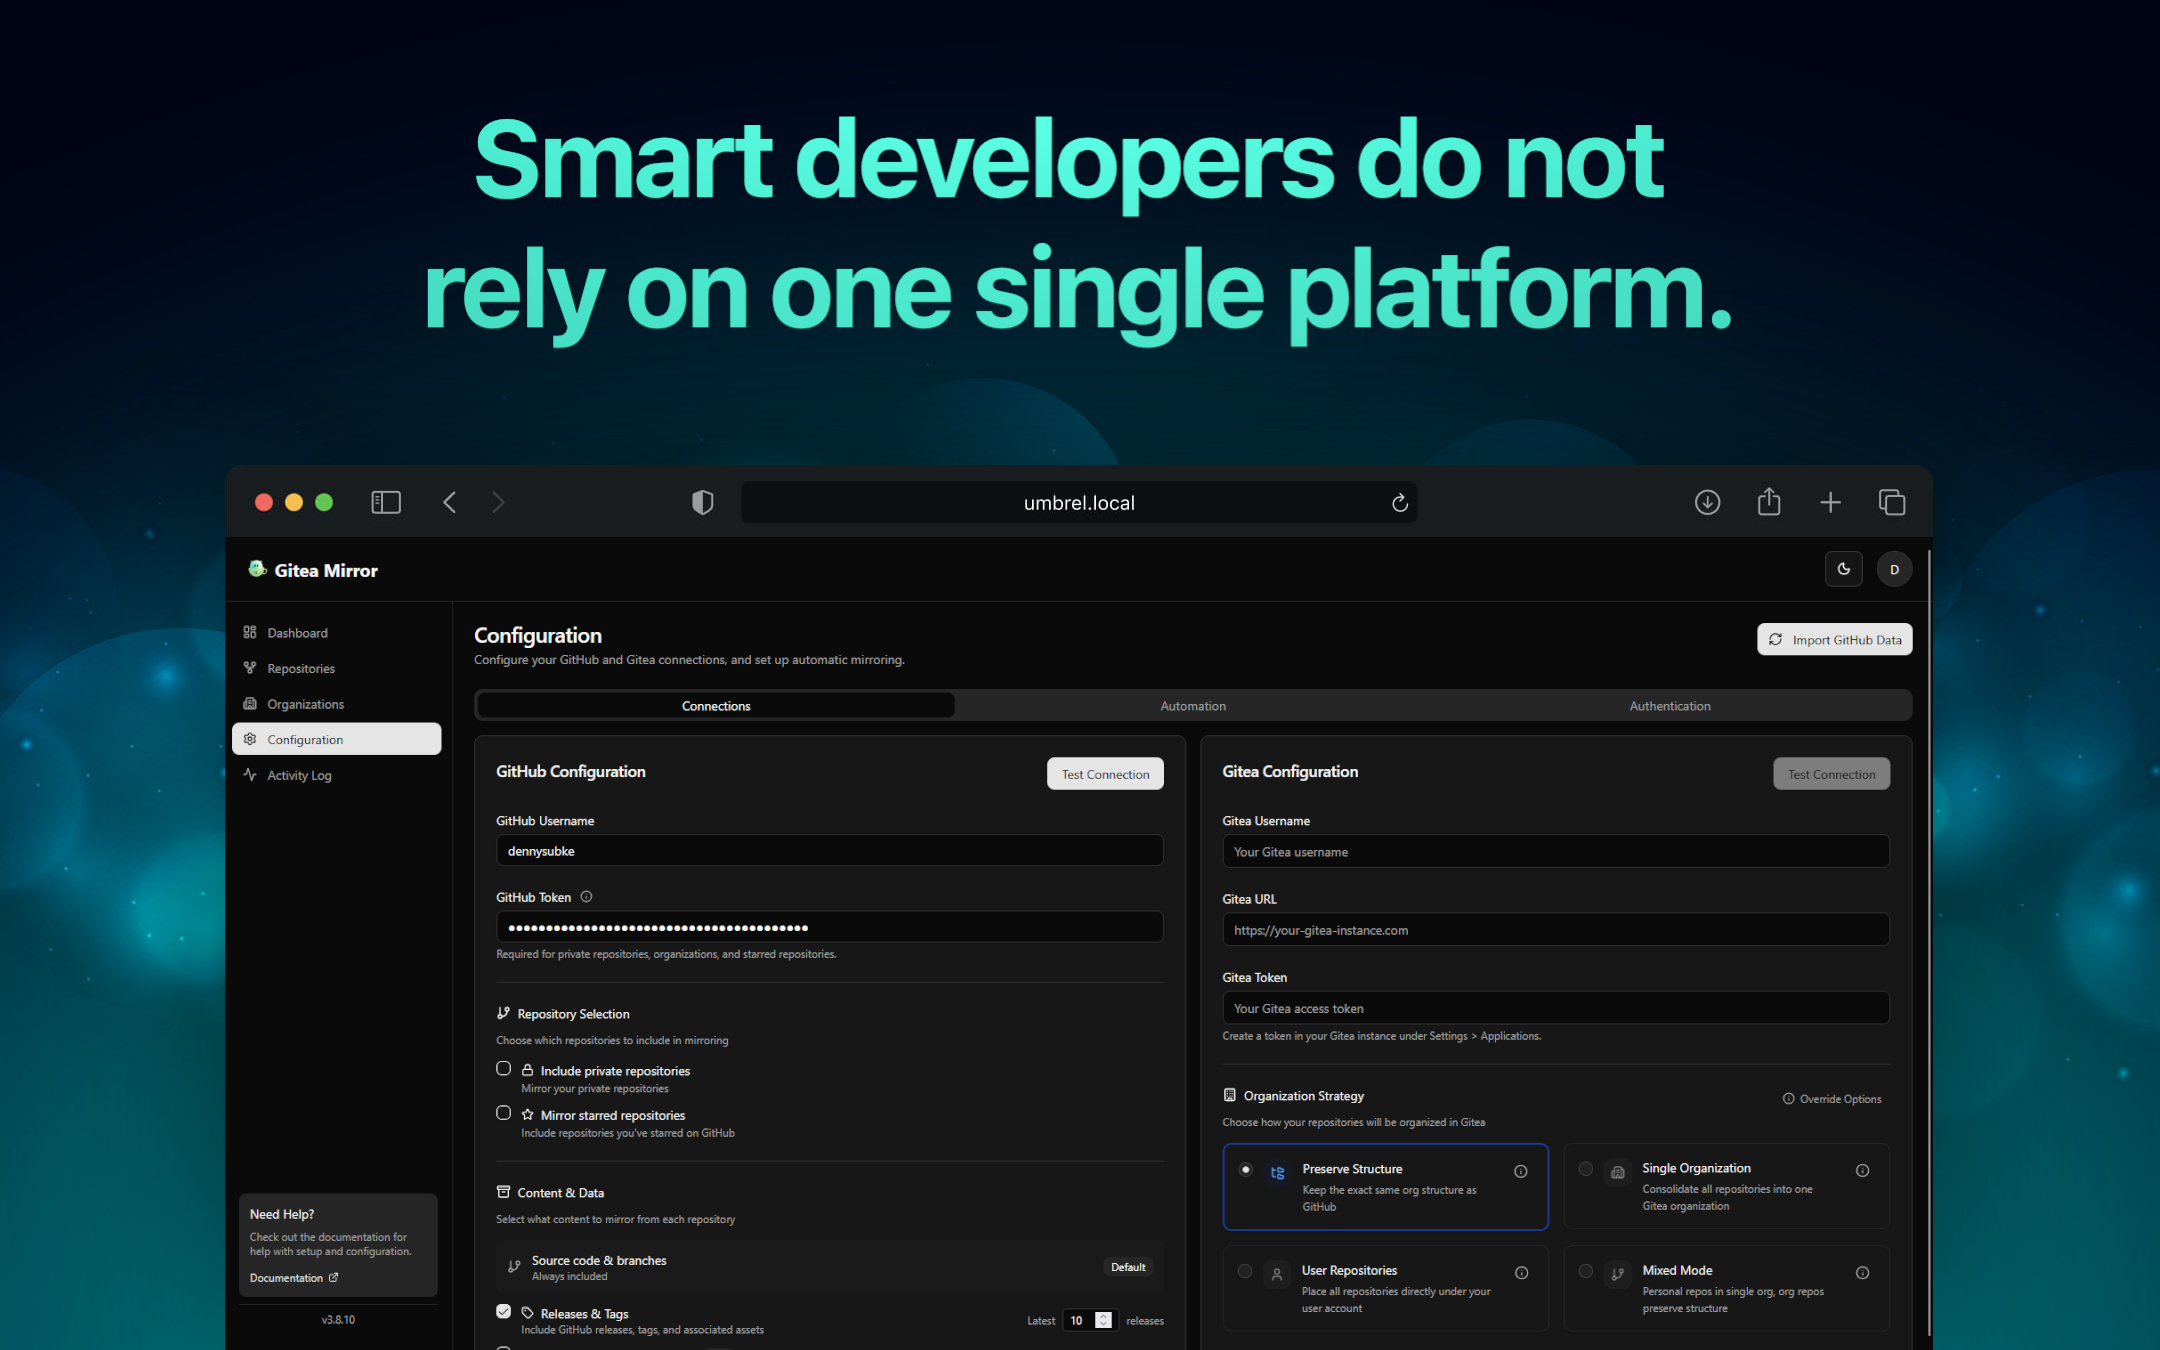 Smart developers do not
rely on one single platform.
umbrel.local
Gitea Mirror
D
Dashboard
Repositories
Organizations
Configuration
Activity Log
Need Help?
Check out the documentation for
help with setup and configuration.
Documentation
v3.8.10
Configuration
Configure your GitHub and Gitea connections, and set up automatic mirroring.
Import GitHub Data
Connections
Automation
Authentication
GitHub Configuration
Test Connection
GitHub Username
dennysubke
GitHub Token
Required for private repositories, organizations, and starred repositories.
Repository Selection
Choose which repositories to include in mirroring
Include private repositories
Mirror your private repositories
Mirror starred repositories
Include repositories you've starred on GitHub
Content & Data
Select what content to mirror from each repository
Source code & branches
Always included
Default
Releases & Tags
Include GitHub releases, tags, and associated assets
Latest 10 releases
Gitea Configuration
Test Connection
Gitea Username
Your Gitea username
Gitea URL
https://your-gitea-instance.com
Gitea Token
Your Gitea access token
Create a token in your Gitea instance under Settings > Applications.
Organization Strategy
Override Options
Choose how your repositories will be organized in Gitea
Preserve Structure
Keep the exact same org structure as
GitHub
Single Organization
Consolidate all repositories into one
Gitea organization
User Repositories
Place all repositories directly under your
user account
Mixed Mode
Personal repos in single org, org repos
preserve structure